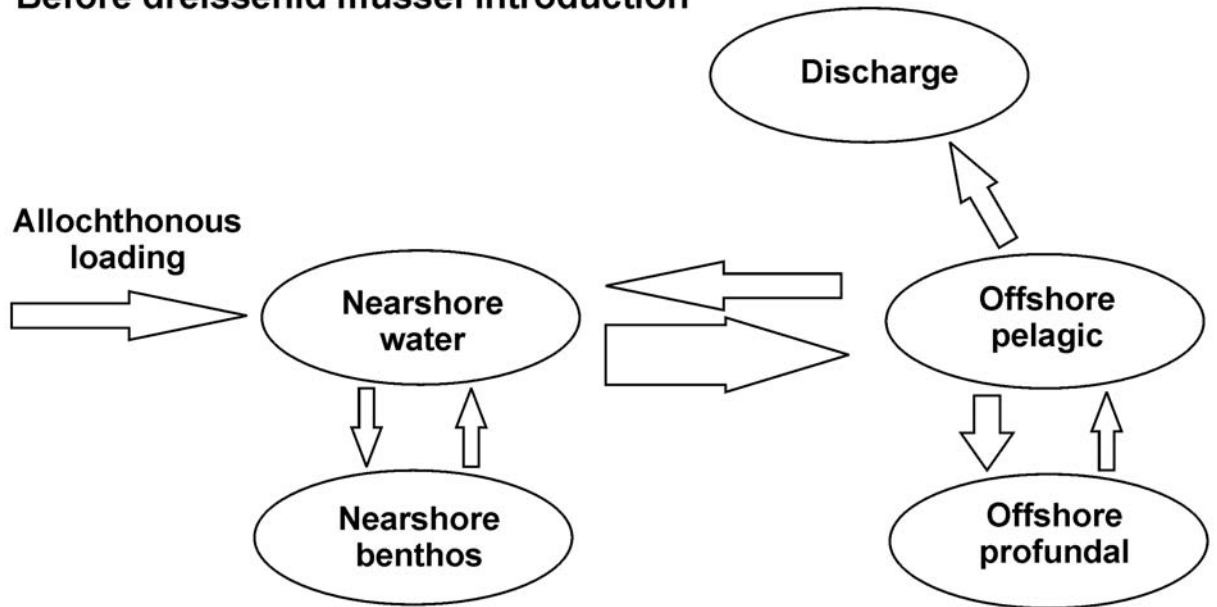 Before dreissenid mussel introduction
Discharge
Allochthonous
loading
Nearshore
water
Offshore
pelagic
Nearshore
benthos
Offshore
profundal